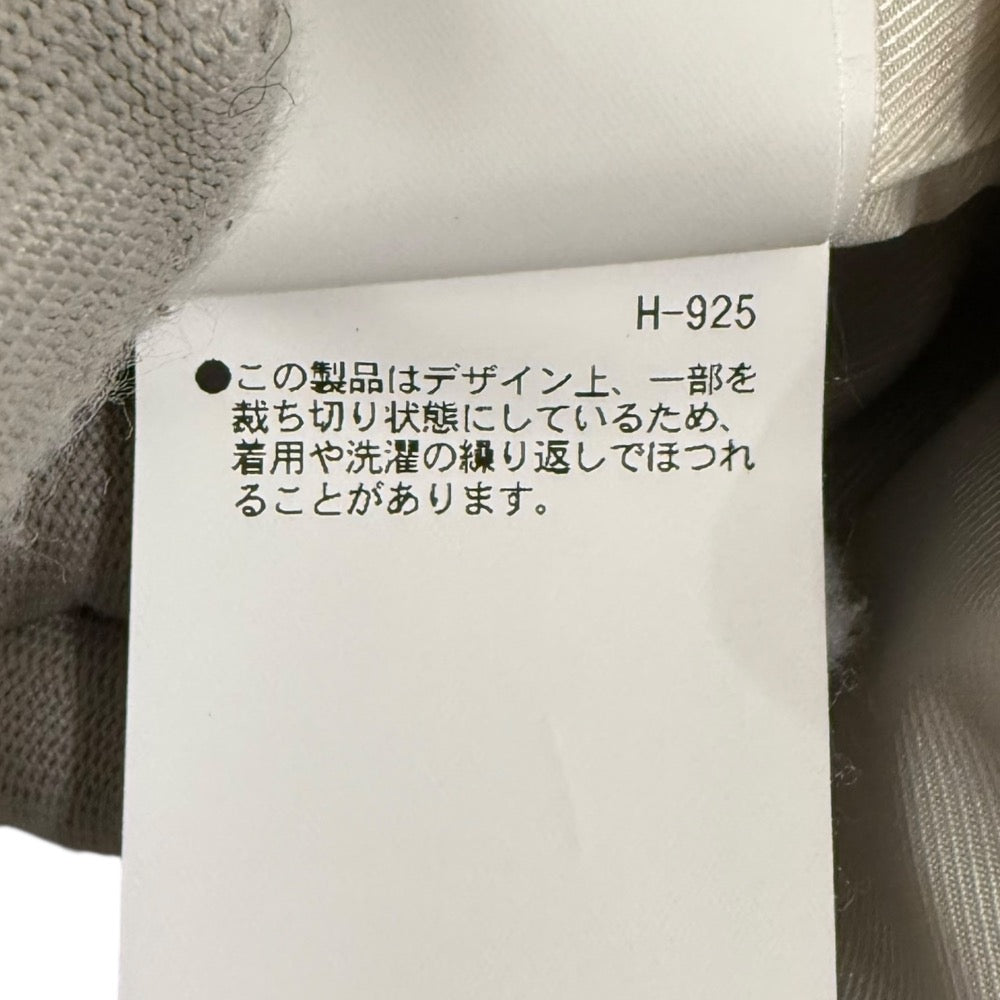 H-925
●この製品はデザイン上、一部を
裁ち切り状態にしているため、
着用や洗濯の繰り返しでほつれ
ることがあります。